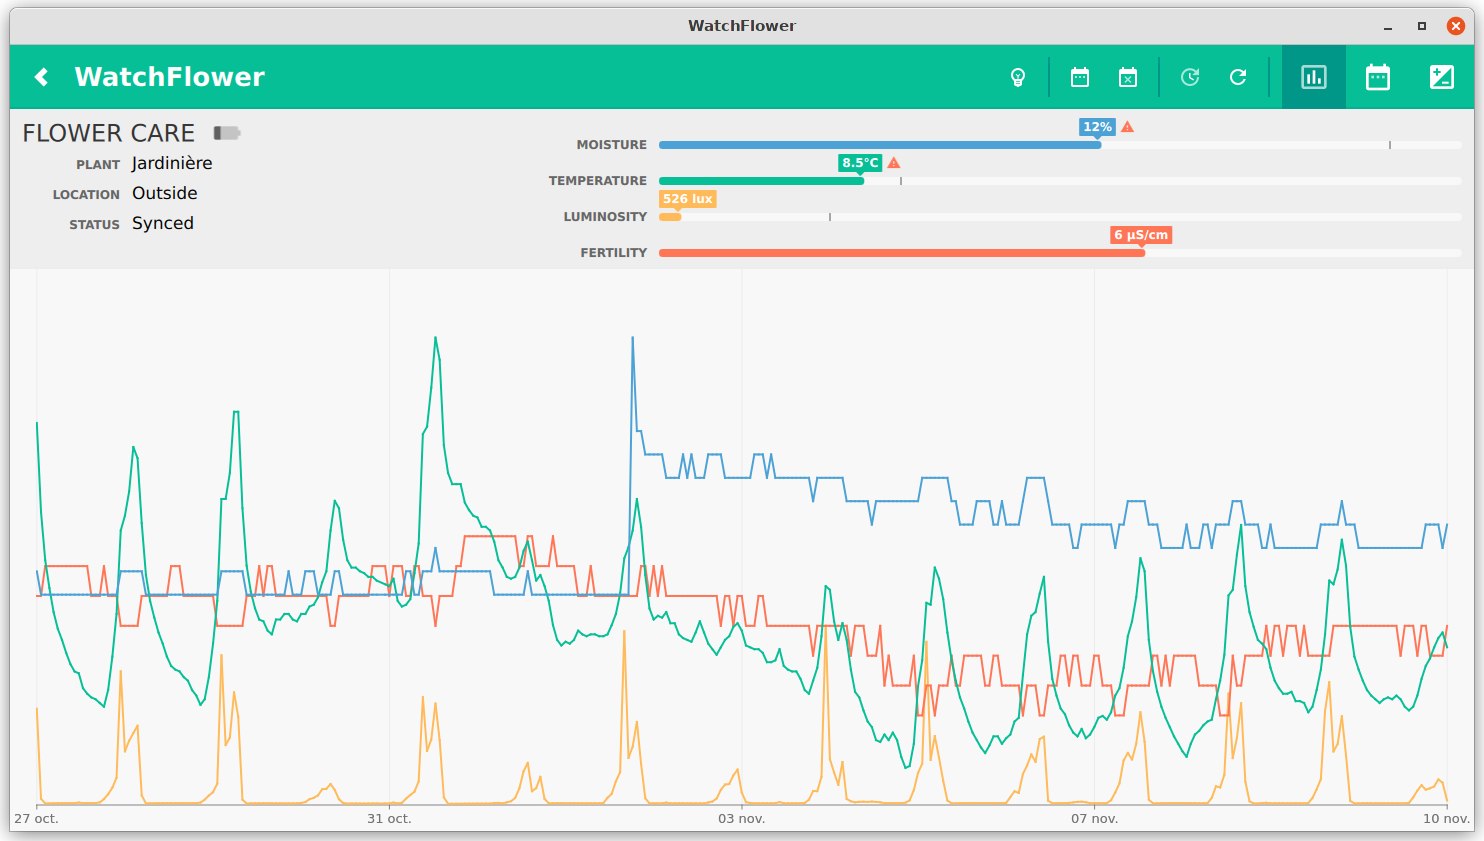 WatchFlower
WatchFlower
FLOWER CARE
PLANT Jardinière
LOCATION Outside
STATUS Synced
12%
MOISTURE
8.5°C
TEMPERATURE
526 lux
LUMINOSITY
6 µS/cm
FERTILITY
27 oct. 31 oct. 03 nov. 07 nov. 10 nov.